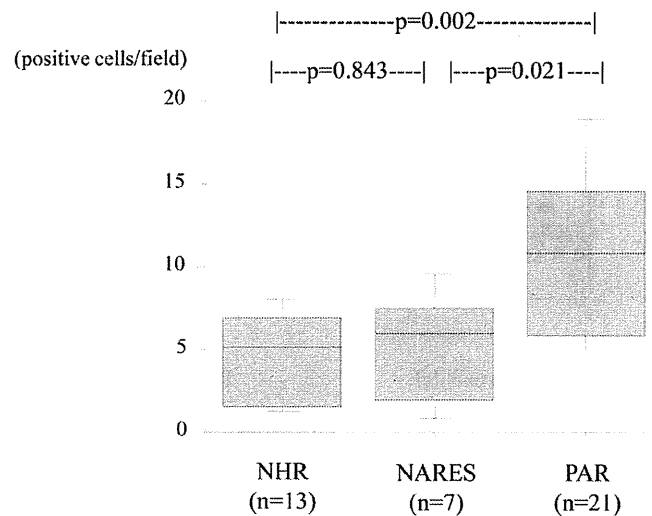 |--------------p=0.002--------------|
(positive cells/field)
|----p=0.843----| |----p=0.021----|
20
15
10
5
0
NHR NARES PAR
(n=13) (n=7) (n=21)